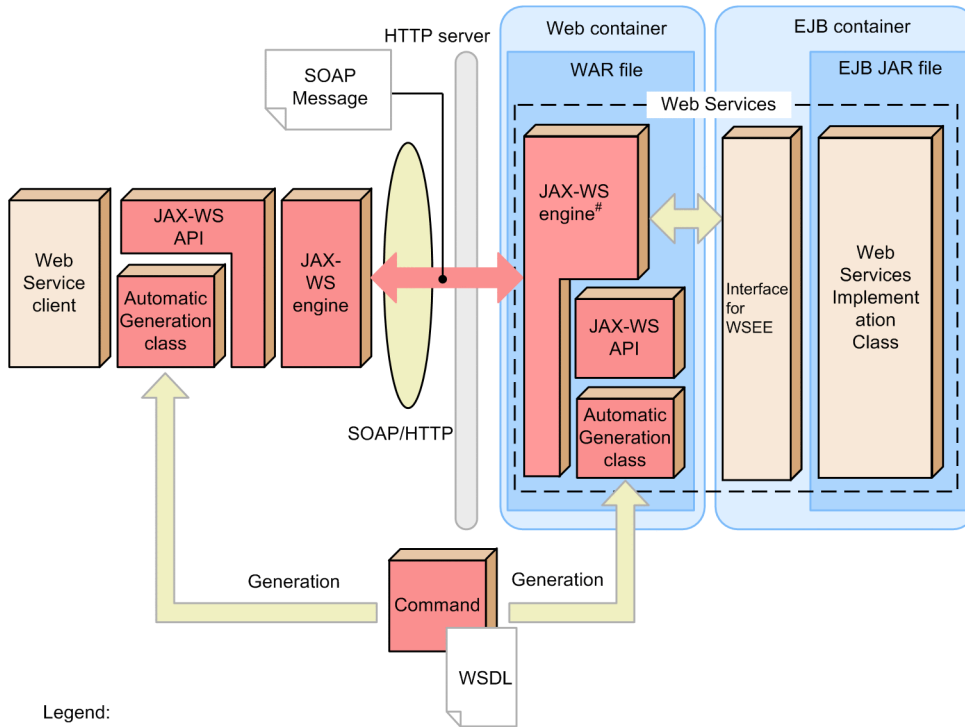 HTTP server
Web container
EJB container
SOAP
Message
WAR file
EJB JAR file
Web Services
JAX-WS
API
JAX-WS
engine#
Web
Service
client
JAX-
WS
engine
Automatic
Generation
class
Interface
for
WSEE
Web
Services
Implement
ation
Class
JAX-WS
API
Automatic
Generation
class
SOAP/HTTP
Generation
Command
Generation
WSDL
Legend: